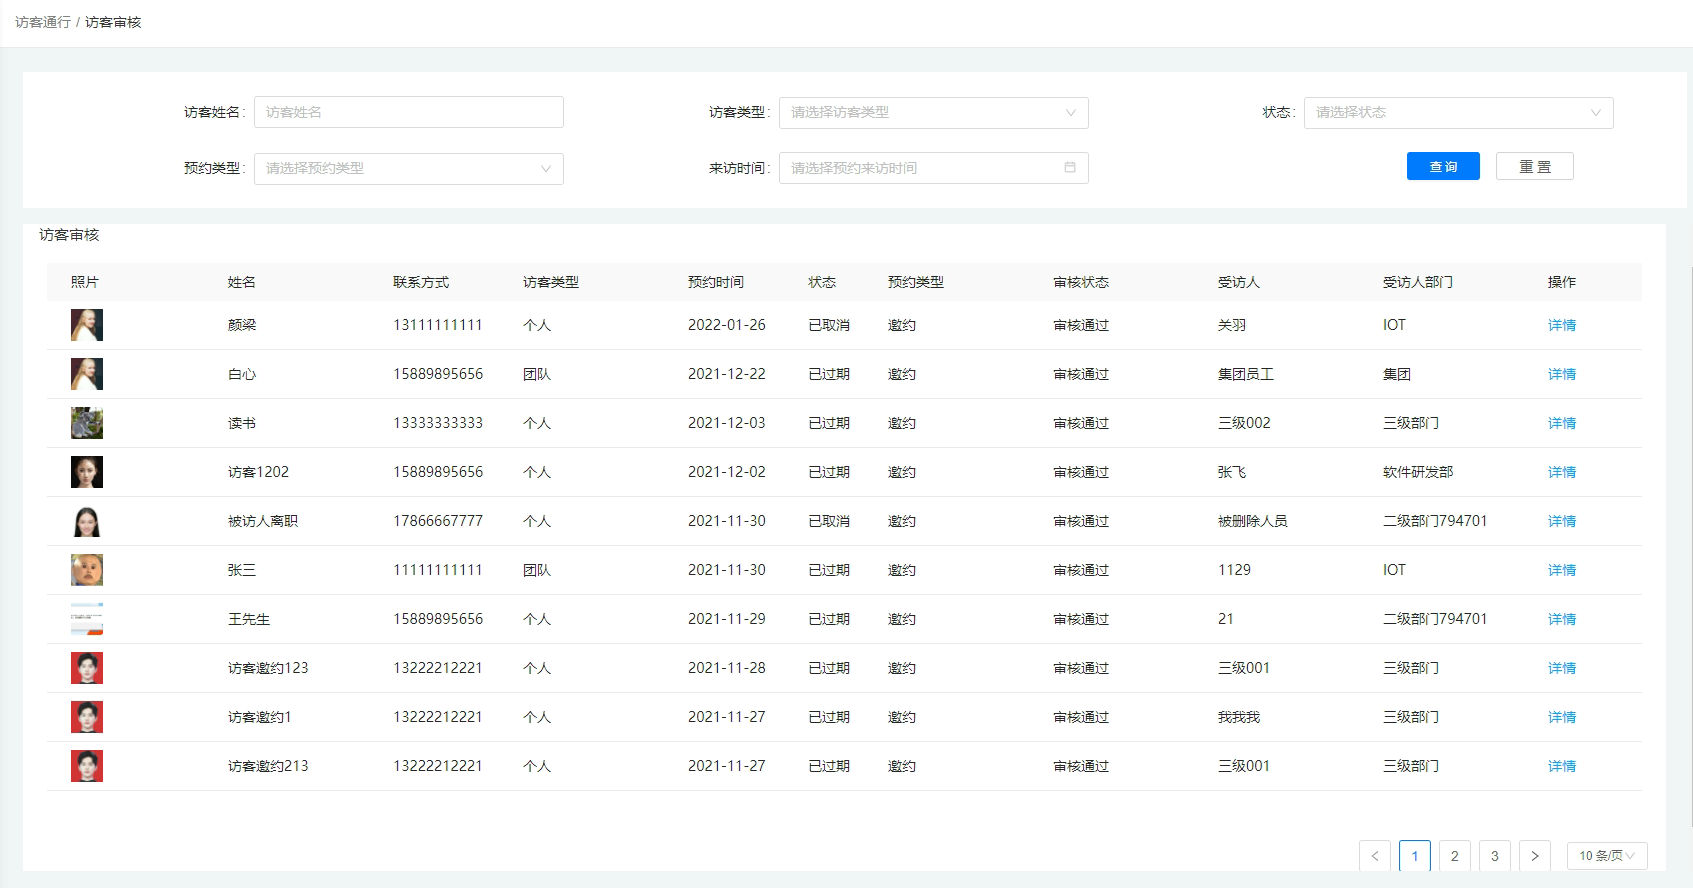 访客通行 / 访客审核
访客姓名: 访客姓名 访客类型: 请选择访客类型 状态: 请选择状态
预约类型: 请选择预约类型 来访时间: 请选择预约来访时间 查询 重置
访客审核
照片 姓名 联系方式 访客类型 预约时间 状态 预约类型 审核状态 受访人 受访人部门 操作
颜梁 13111111111 个人 2022-01-26 已取消 邀约 审核通过 关羽 IOT 详情
白心 15889895656 团队 2021-12-22 已过期 邀约 审核通过 集团员工 集团 详情
读书 13333333333 个人 2021-12-03 已过期 邀约 审核通过 三级002 三级部门 详情
访客1202 15889895656 个人 2021-12-02 已过期 邀约 审核通过 张飞 软件研发部 详情
被访人离职 17866667777 个人 2021-11-30 已取消 邀约 审核通过 被删除人员 二级部门794701 详情
张三 11111111111 团队 2021-11-30 已过期 邀约 审核通过 1129 IOT 详情
王先生 15889895656 个人 2021-11-29 已过期 邀约 审核通过 21 二级部门794701 详情
访客邀约123 13222212221 个人 2021-11-28 已过期 邀约 审核通过 三级001 三级部门 详情
访客邀约1 13222212221 个人 2021-11-27 已过期 邀约 审核通过 我我我 三级部门 详情
访客邀约213 13222212221 个人 2021-11-27 已过期 邀约 审核通过 三级001 三级部门 详情
< 1 2 3 > 10 条/页